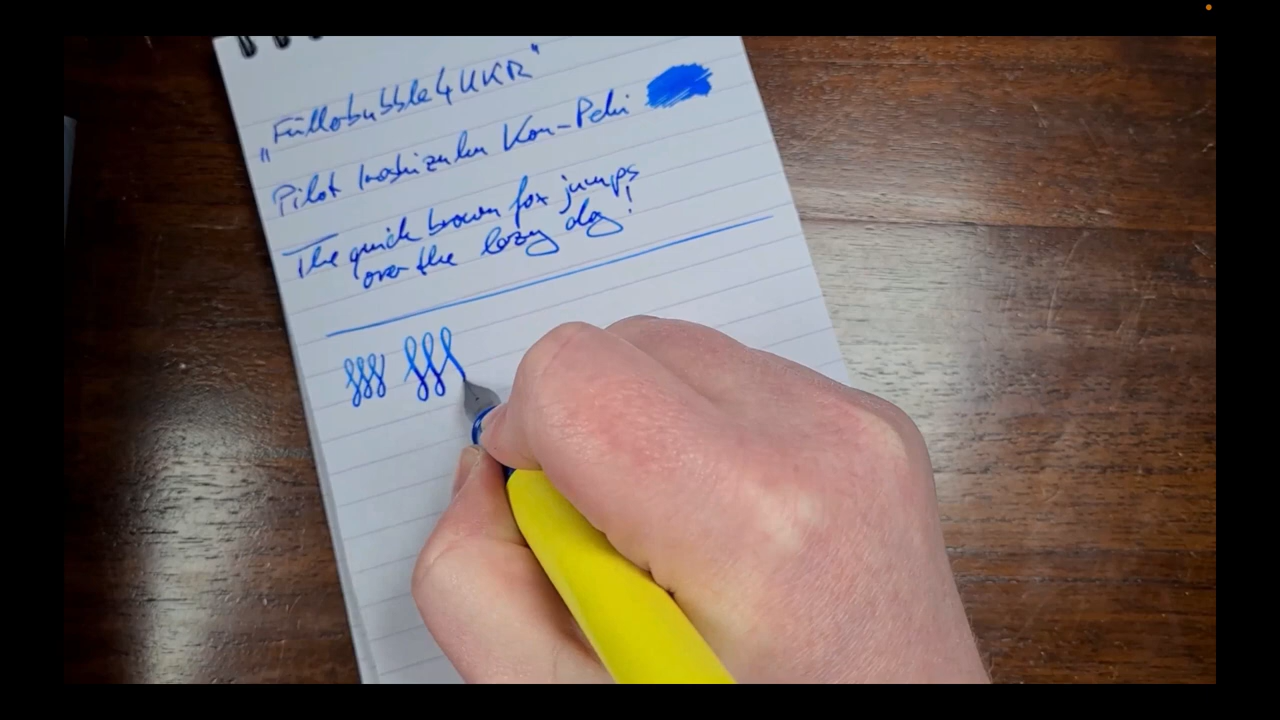 „Füllobubble4UKR"
Pilot Iroshizuku Kon-Peki
The quick brown fox jumps
over the lazy dog!